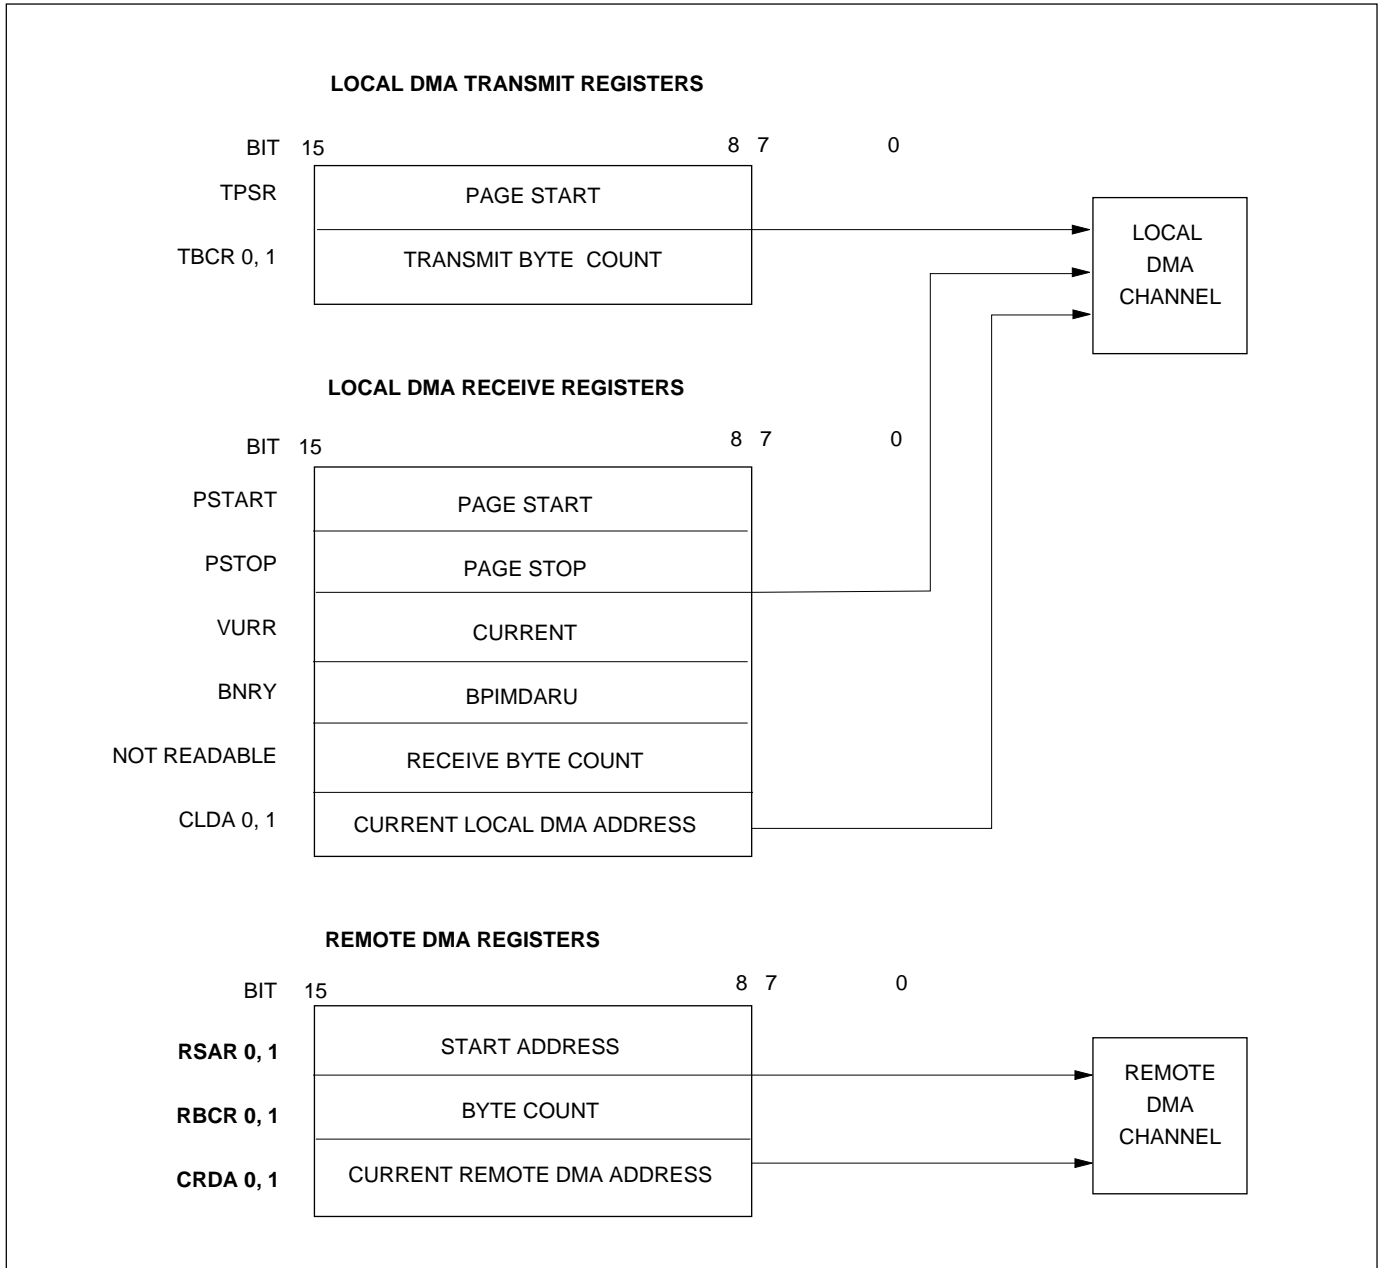 LOCAL DMA TRANSMIT REGISTERS
BIT 15 8 7 0
TPSR PAGE START
TBCR 0, 1 TRANSMIT BYTE COUNT
LOCAL
DMA
CHANNEL
LOCAL DMA RECEIVE REGISTERS
BIT 15 8 7 0
PSTART PAGE START
PSTOP PAGE STOP
VURR CURRENT
BNRY BPIMDARU
NOT READABLE RECEIVE BYTE COUNT
CLDA 0, 1 CURRENT LOCAL DMA ADDRESS
REMOTE DMA REGISTERS
BIT 15 8 7 0
RSAR 0, 1 START ADDRESS
RBCR 0, 1 BYTE COUNT
CRDA 0, 1 CURRENT REMOTE DMA ADDRESS
REMOTE
DMA
CHANNEL